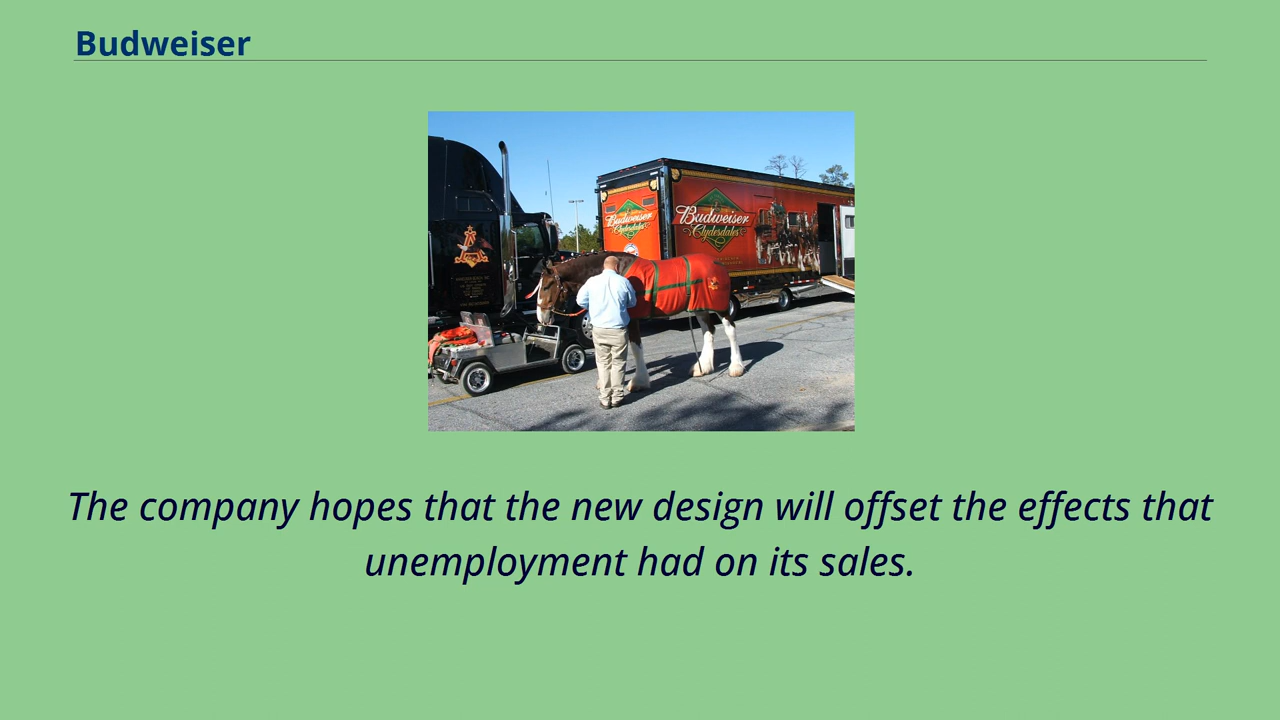 Budweiser
Budweiser
Clydesdales
Budweiser
Clydesdales
The company hopes that the new design will offset the effects that
unemployment had on its sales.